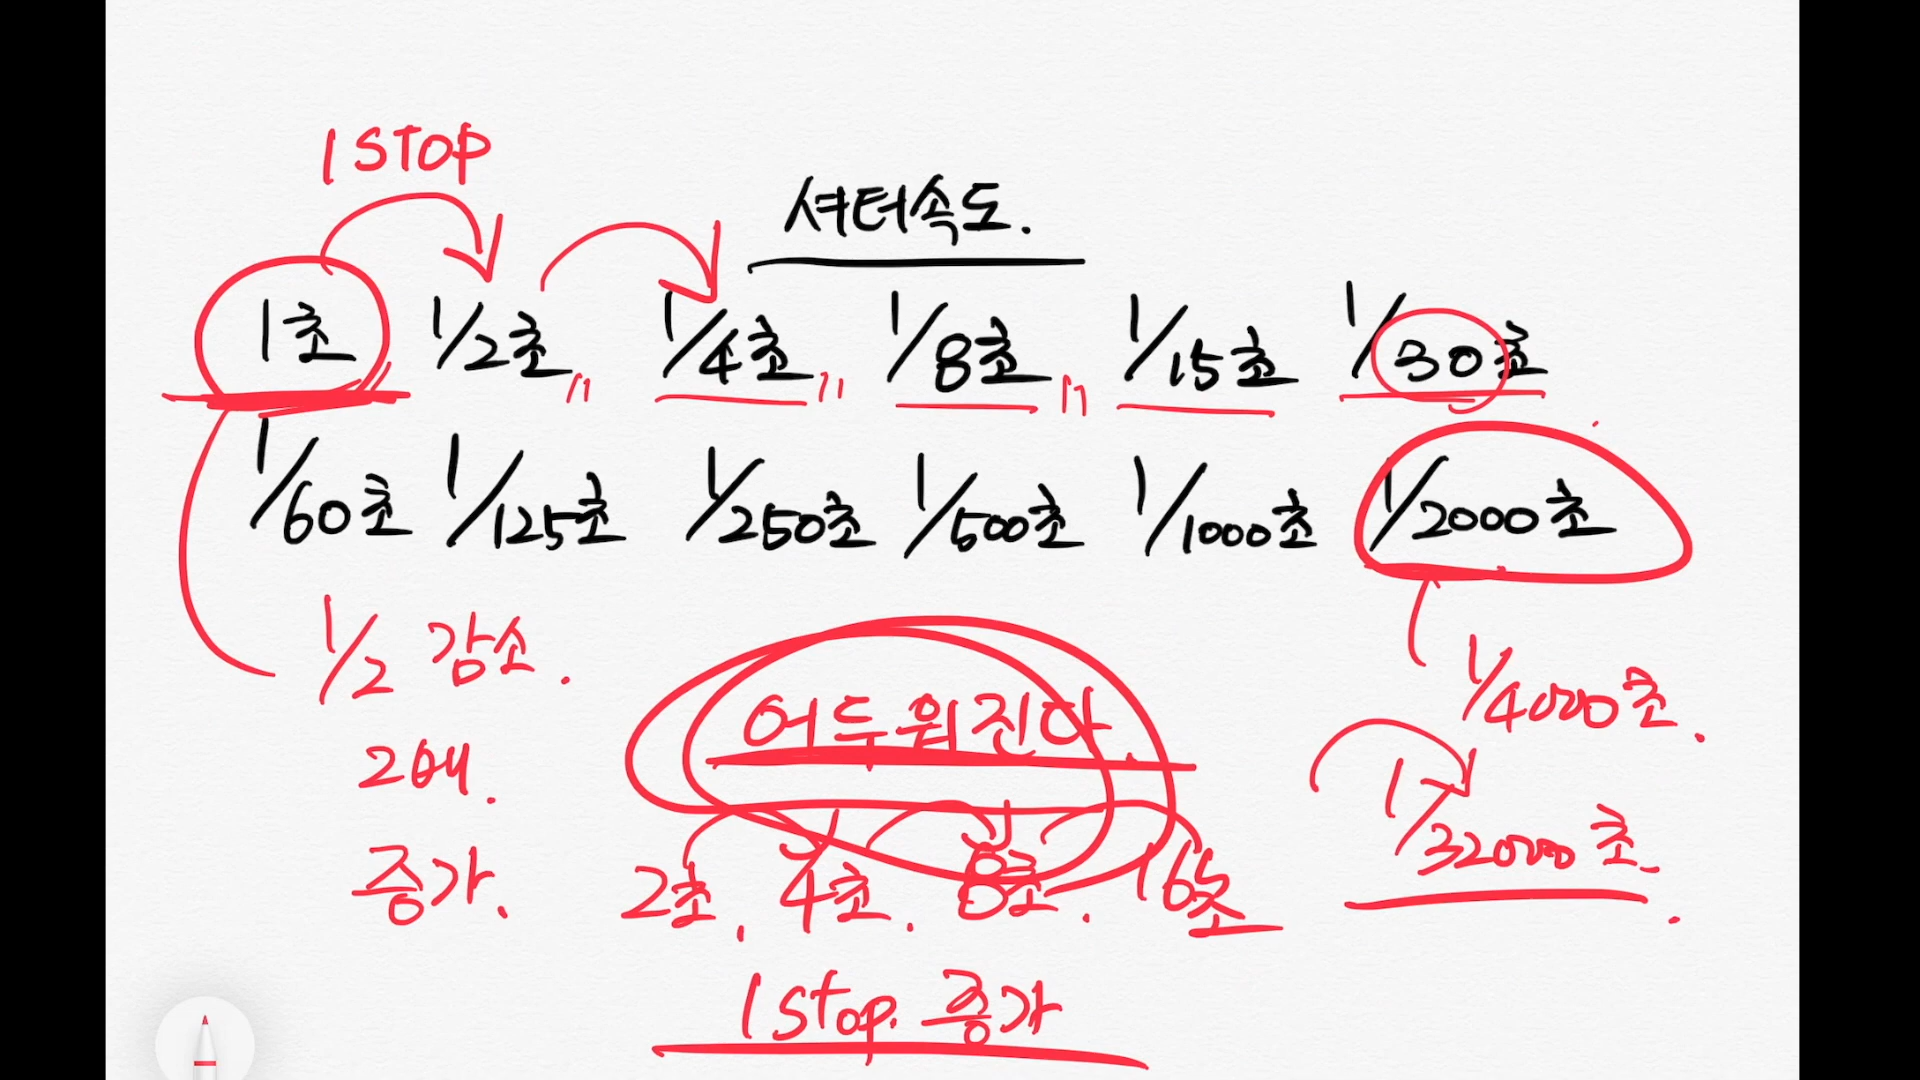 1 STOP
셔터속도.
1초 1/2초 1/4초 1/8초 1/15초 1/30초
1/60초 1/125초 1/250초 1/500초 1/1000초 1/2000초
1/2 감소.
1/4000초.
어두워진다.
2배.
1/32000초.
증가.
2초. 4초. 8초. 16초
1 stop. 증가